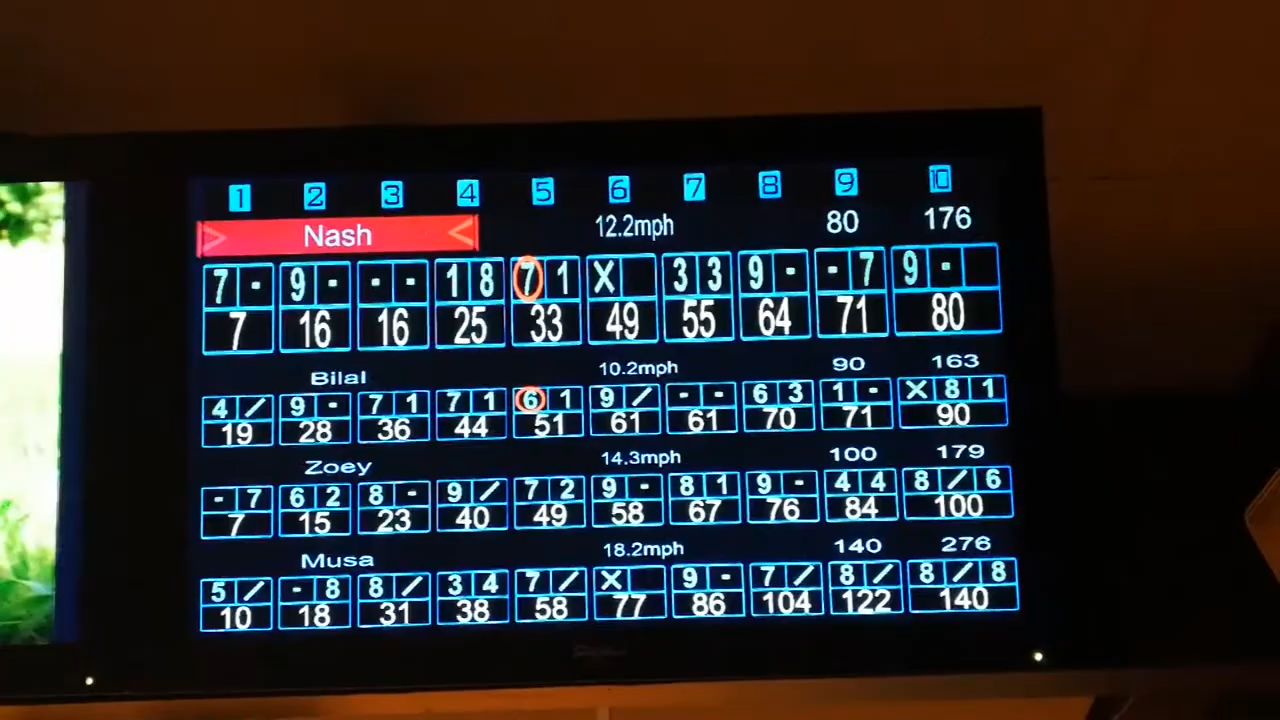 1 2 3 4 5 6 7 8 9 10
> Nash < 12.2mph 80 176
7 - 9 - - - 1 8 7 1 X 3 3 9 - - 7 9 -
7 16 16 25 33 49 55 64 71 80
Bilal 10.2mph 90 163
4 / 9 - 7 1 7 1 6 1 9 / - - 6 3 1 - X 8 1
19 28 36 44 51 61 61 70 71 90
Zoey 14.3mph 100 179
- 7 6 2 8 - 9 / 7 2 9 - 8 1 9 - 4 4 8 / 6
7 15 23 40 49 58 67 76 84 100
Musa 18.2mph 140 276
5 / - 8 8 / 3 4 7 / X 9 - 7 / 8 / 8 / 8
10 18 31 38 58 77 86 104 122 140